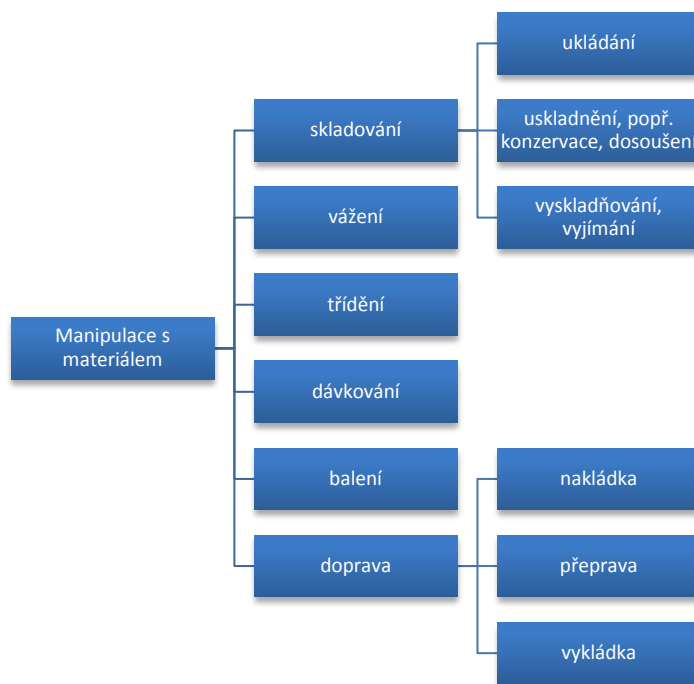 ukládání
skladování
uskladnění, popř.
konzervace, dosoušení
vážení
vyskladňování,
vyjímání
třídění
Manipulace s
materiálem
dávkování
balení
nakládka
doprava
přeprava
vykládka